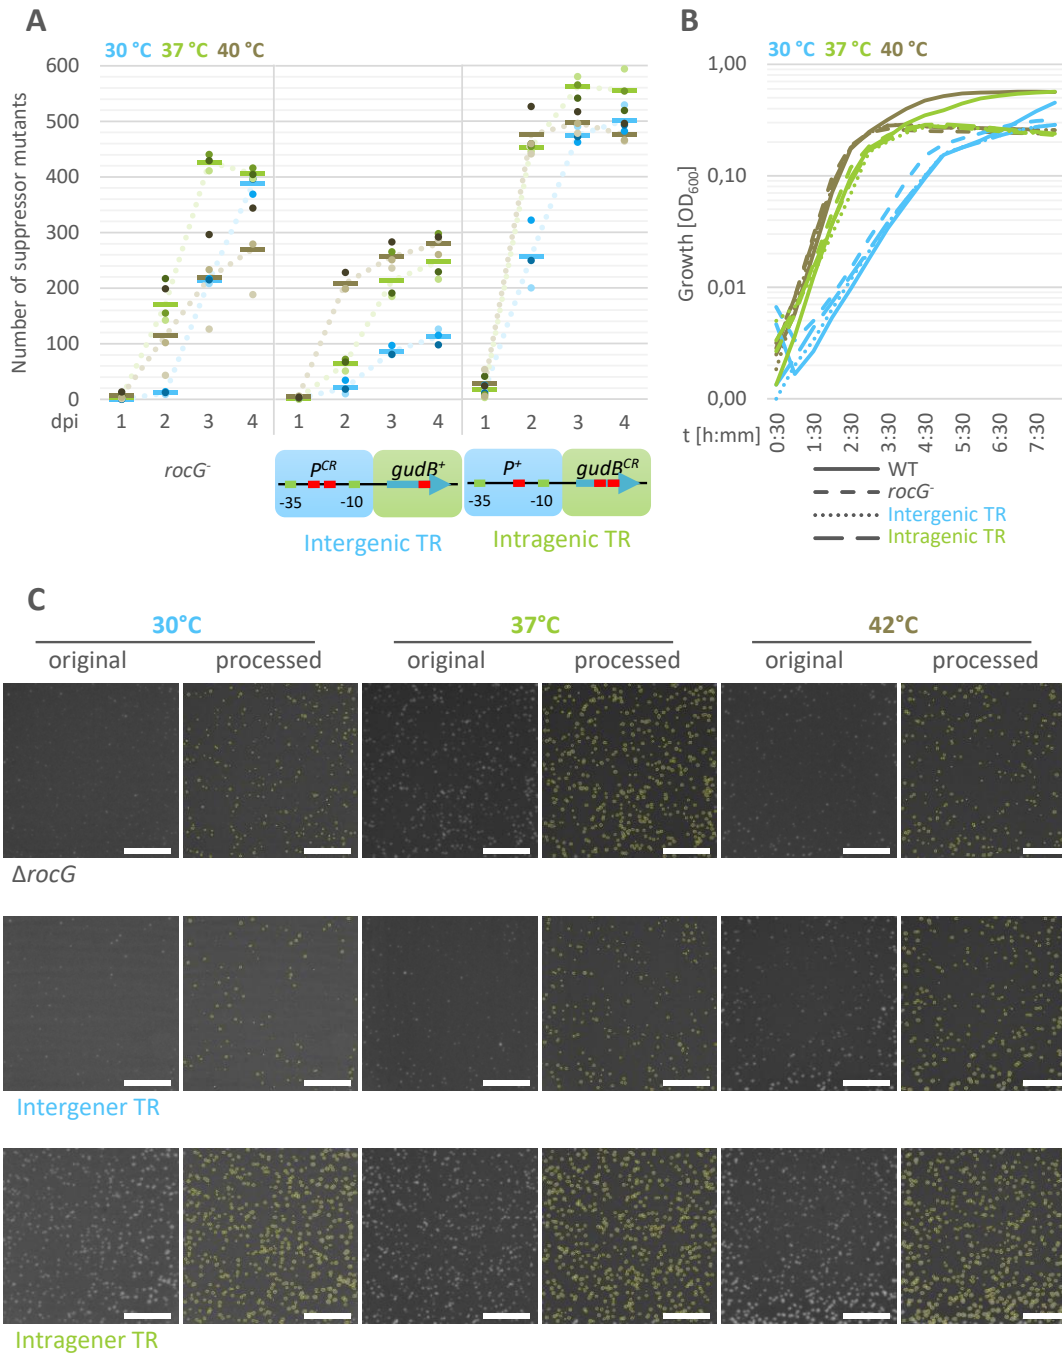 A
30 °C 37 °C 40 °C
Number of suppressor mutants
600
500
400
300
200
100
0
dpi 1 2 3 4 1 2 3 4 1 2 3 4
rocG-
PCR gudB+
-35 -10
Intergenic TR
P+ gudBCR
-35 -10
Intragenic TR
B
30 °C 37 °C 40 °C
Growth [OD600]
1,00
0,10
0,01
0,00
t [h:mm] 0:30 1:30 2:30 3:30 4:30 5:30 6:30 7:30
WT
rocG-
Intergenic TR
Intragenic TR
C
30°C 37°C 42°C
original processed original processed original processed
ΔrocG
Intergener TR
Intragener TR